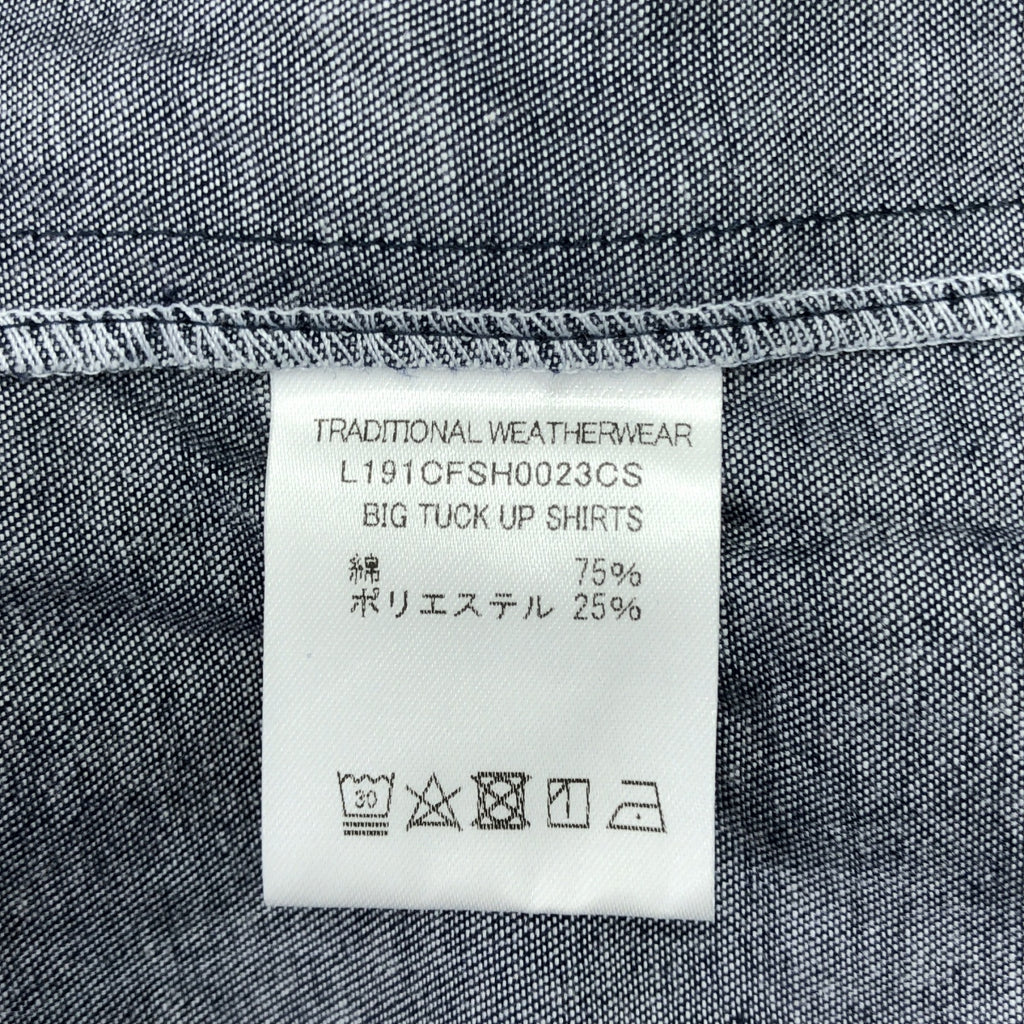 TRADITIONAL WEATHERWEAR
L191CFSH0023CS
BIG TUCK UP SHIRTS
綿 75%
ポリエステル 25%
30